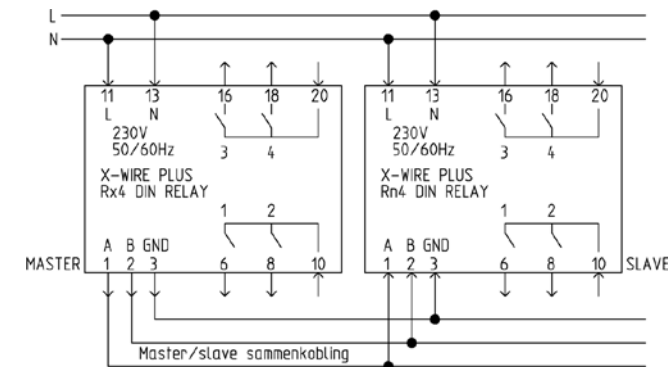 L
N
11 13 16 18 20 11 13 16 18 20
L N L N
230V 230V
50/60Hz 3 4 50/60Hz 3 4
X-WIRE PLUS X-WIRE PLUS
Rx4 DIN RELAY Rn4 DIN RELAY
1 2 1 2
A B GND A B GND
MASTER 1 2 3 6 8 10 1 2 3 6 8 10 SLAVE
Master/slave sammenkobling